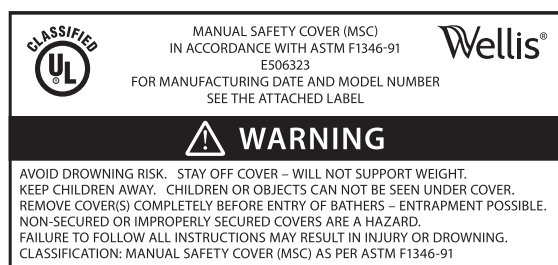 CLASSIFIED
UL
®
MANUAL SAFETY COVER (MSC)
IN ACCORDANCE WITH ASTM F1346-91
E506323
FOR MANUFACTURING DATE AND MODEL NUMBER
SEE THE ATTACHED LABEL
Wellis®
WARNING
AVOID DROWNING RISK. STAY OFF COVER – WILL NOT SUPPORT WEIGHT.
KEEP CHILDREN AWAY. CHILDREN OR OBJECTS CAN NOT BE SEEN UNDER COVER.
REMOVE COVER(S) COMPLETELY BEFORE ENTRY OF BATHERS – ENTRAPMENT POSSIBLE.
NON-SECURED OR IMPROPERLY SECURED COVERS ARE A HAZARD.
FAILURE TO FOLLOW ALL INSTRUCTIONS MAY RESULT IN INJURY OR DROWNING.
CLASSIFICATION: MANUAL SAFETY COVER (MSC) AS PER ASTM F1346-91